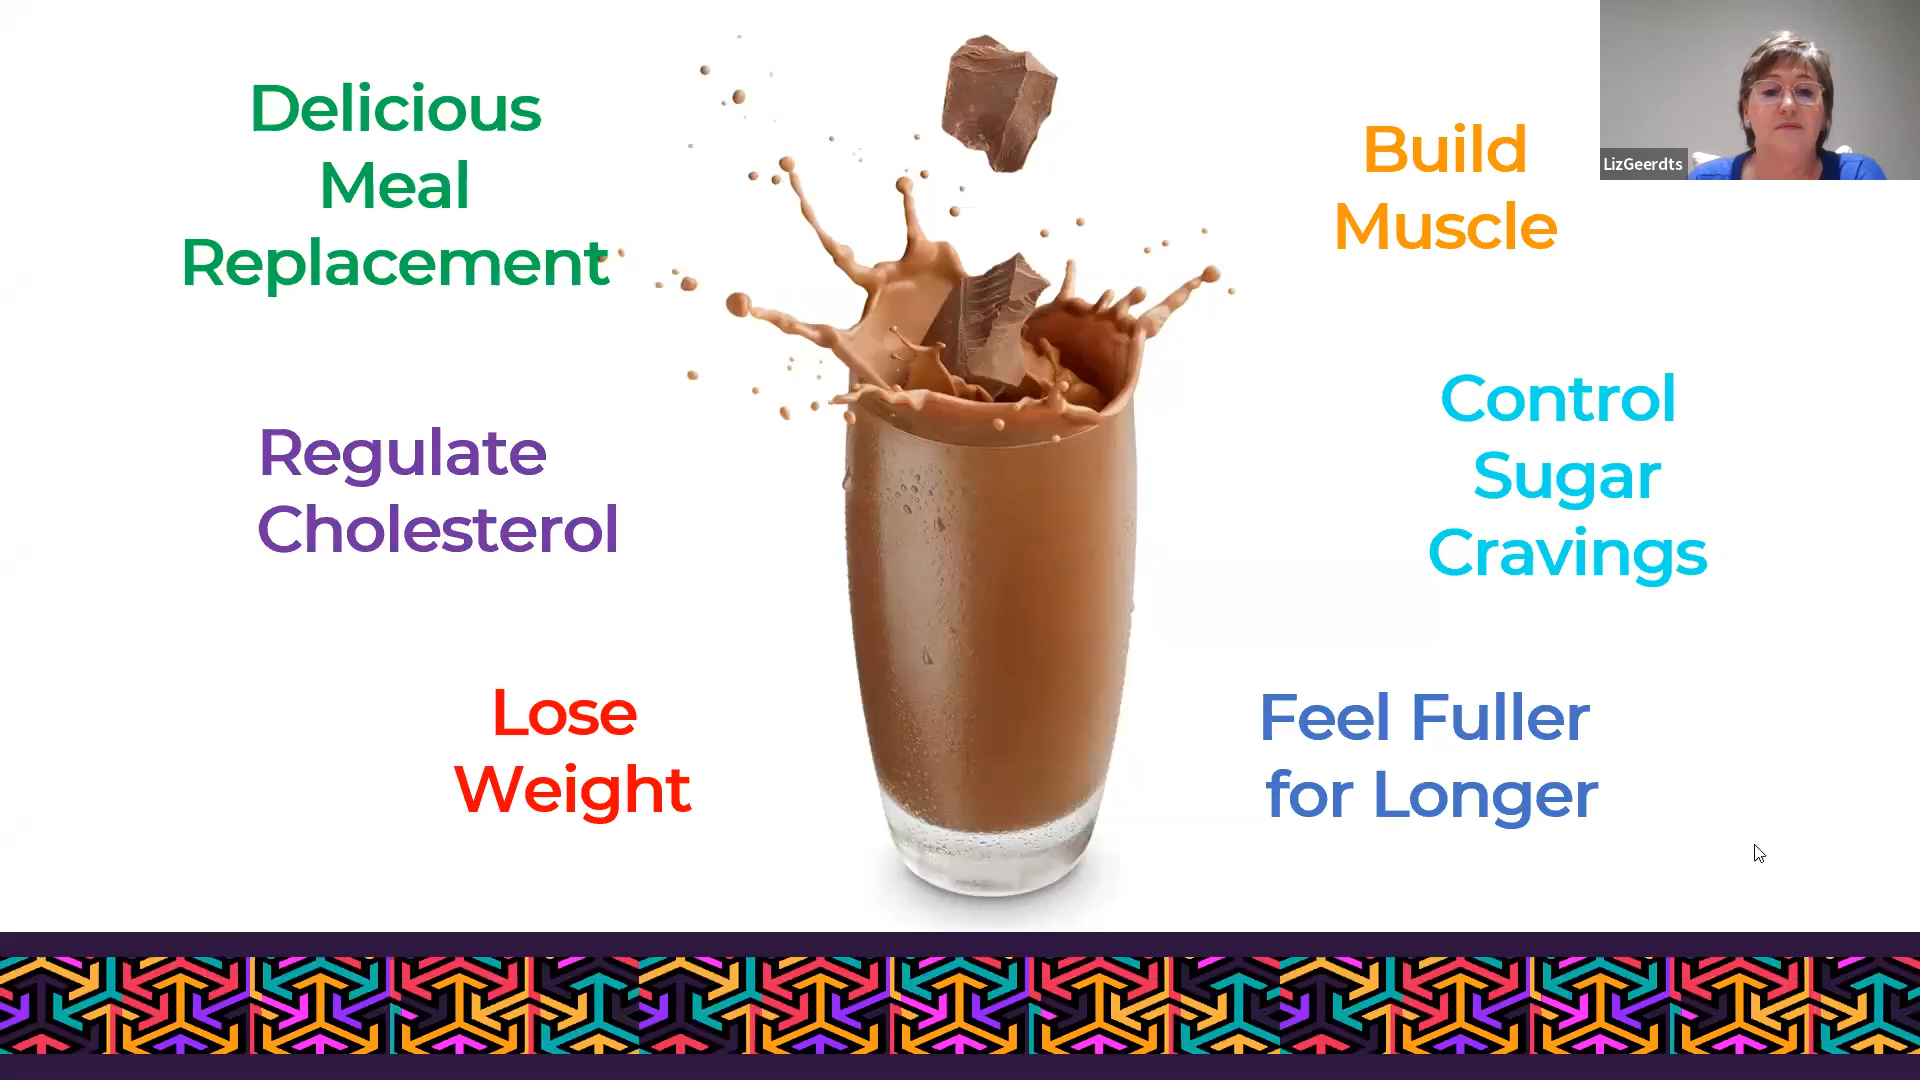 Delicious
Meal
Replacement
Build
Muscle
LizGeerdts
Regulate
Cholesterol
Control
Sugar
Cravings
Lose
Weight
Feel Fuller
for Longer